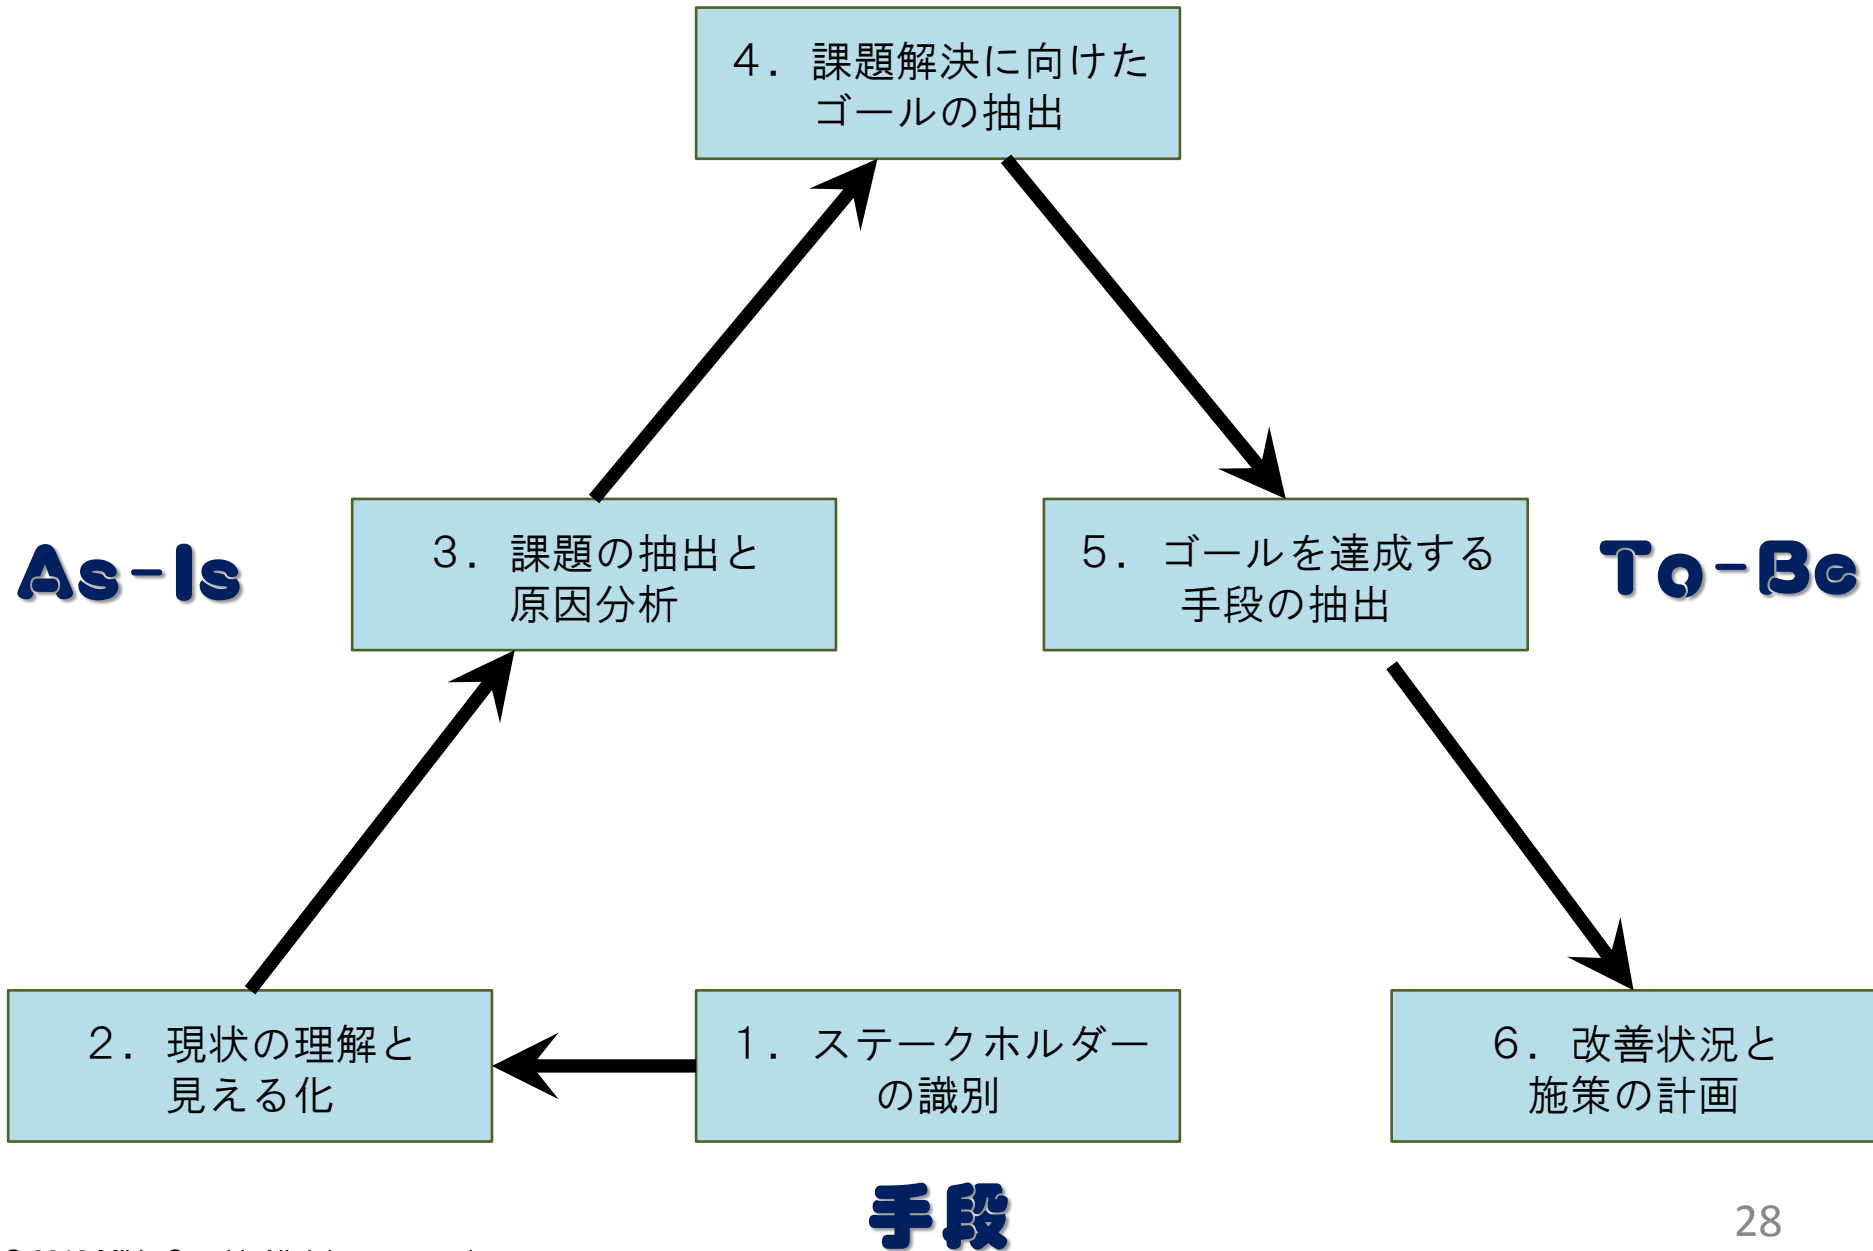 ４．課題解決に向けた
ゴールの抽出
３．課題の抽出と
原因分析
５．ゴールを達成する
手段の抽出
As-Is
To-Be
２．現状の理解と
見える化
１．ステークホルダー
の識別
６．改善状況と
施策の計画
手段
28